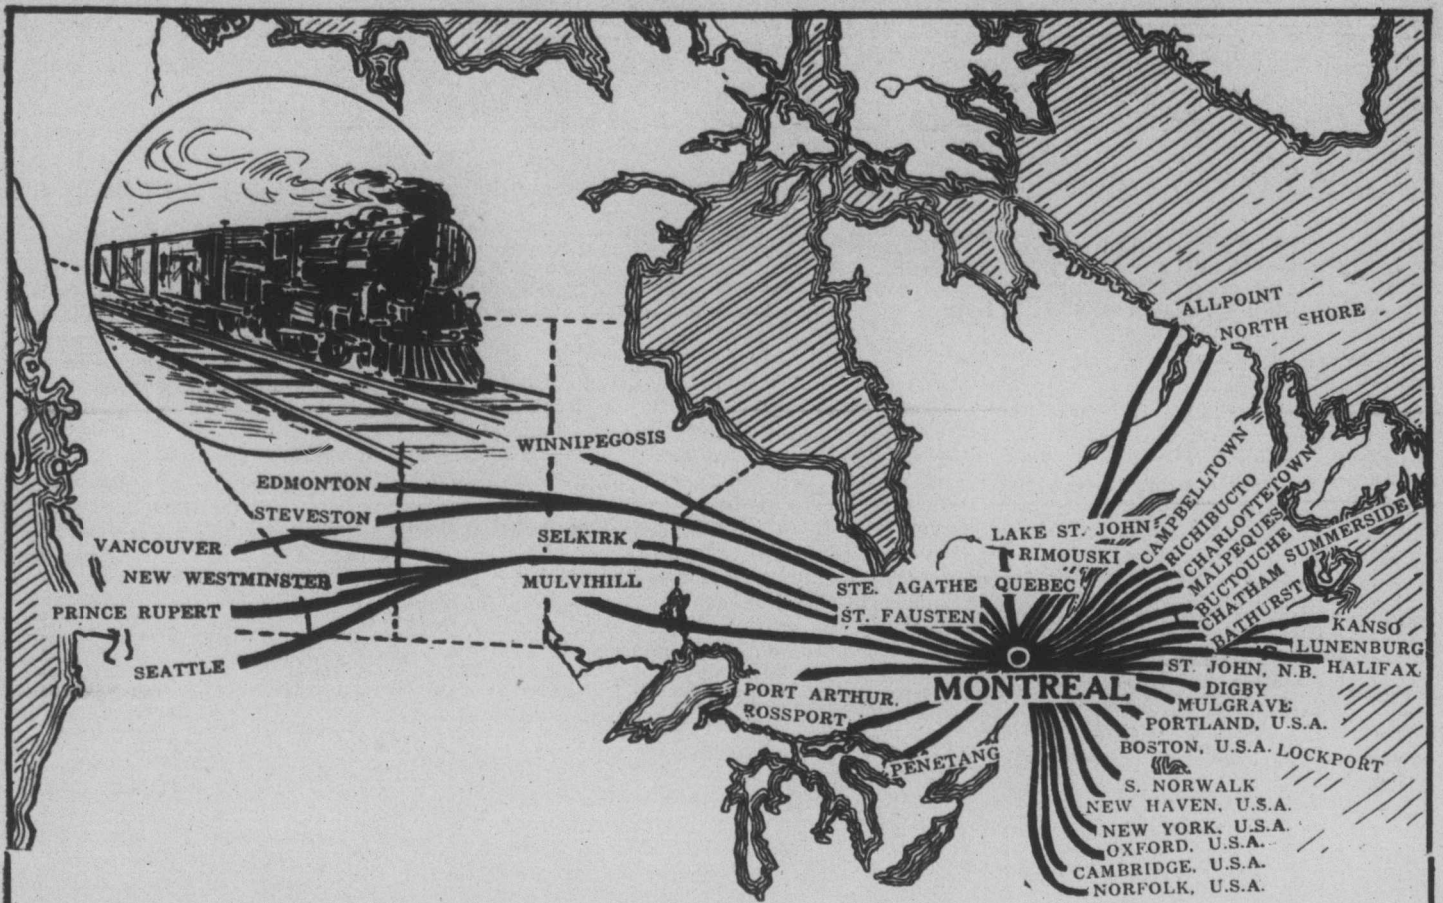 ALLPOINT
NORTH SHORE
WINNIPEGOSIS
EDMONTON
STEVESTON
VANCOUVER
NEW WESTMINSTER
PRINCE RUPERT
SEATTLE
SELKIRK
MULVIHILL
LAKE ST. JOHN
RIMOUSKI
STE. AGATHE
QUEBEC
ST. FAUSTEN
CAMPBELLTOWN
RICHIBUCTO
CHARLOTTETOWN
MALPEQUES
BUCTOUCHE
CHATHAM
SUMMERSIDE
BATHURST
KANSO
LUNENBURG
HALIFAX
ST. JOHN, N.B.
MONTREAL
DIGBY
MULGRAVE
PORTLAND, U.S.A.
BOSTON, U.S.A.
LOCKPORT
S. NORWALK
NEW HAVEN, U.S.A.
NEW YORK, U.S.A.
OXFORD, U.S.A.
CAMBRIDGE, U.S.A.
NORFOLK, U.S.A.
PORT ARTHUR.
ROSSPORT
PENETANG